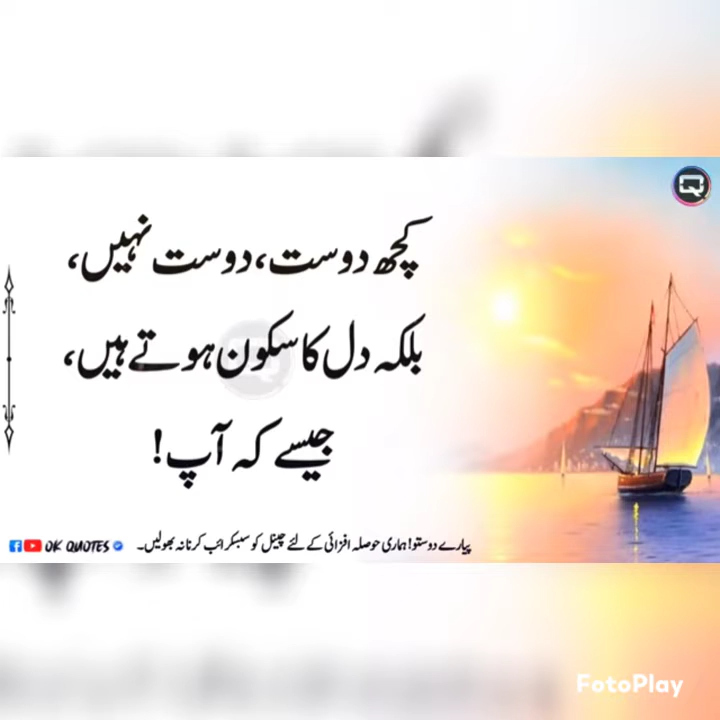 کچھ دوست، دوست نہیں،
بلکہ دل کا سکون ہوتے ہیں،
جیسے کہ آپ!
پیارے دوستو! ہماری حوصلہ افزائی کے لئے چینل کو سبسکرائب کرنا نہ بھولیں۔
OK QUOTES
FotoPlay